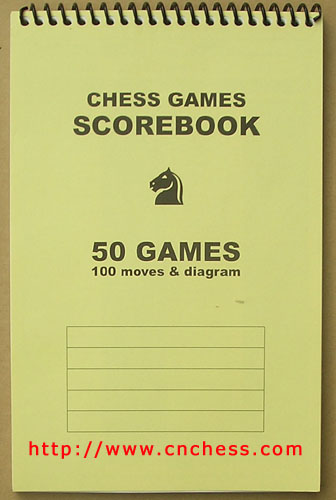 CHESS GAMES
SCOREBOOK
50 GAMES
100 moves & diagram
http://www.cnchess.com